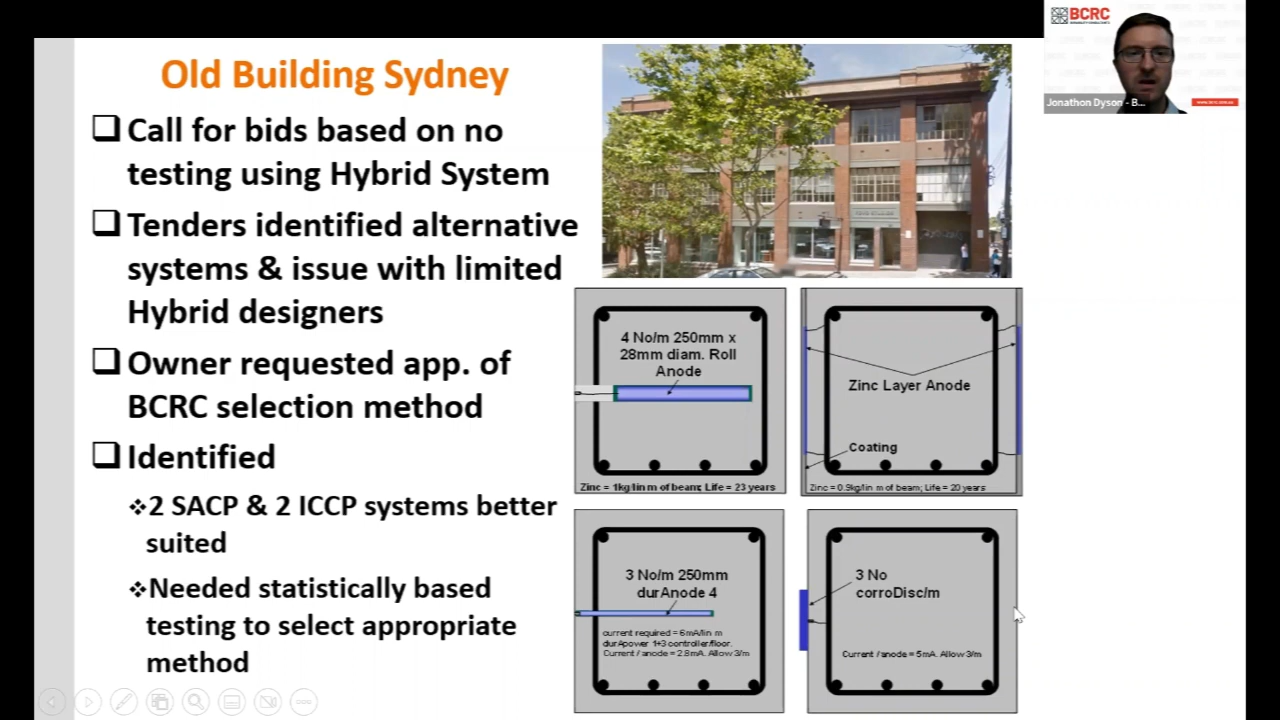 Old Building Sydney
Call for bids based on no
testing using Hybrid System
Tenders identified alternative
systems & issue with limited
Hybrid designers
Owner requested app. of
BCRC selection method
Identified
2 SACP & 2 ICCP systems better
suited
Needed statistically based
testing to select appropriate
method
BCRC
Jonathon Dyson - B...
4 No/m 250mm x
28mm diam. Roll
Anode
Zinc = 1kg/lin m of beam; Life = 23 years
Zinc Layer Anode
Coating
Zinc = 0.9kg/lin m of beam; Life = 20 years
3 No/m 250mm
durAnode 4
current required = 6mA/lin m
durApower 1+3 controller/floor.
Current / anode = 2.8mA. Allow 3/m
3 No
corroDisc/m
Current / anode = 5mA. Allow 3/m